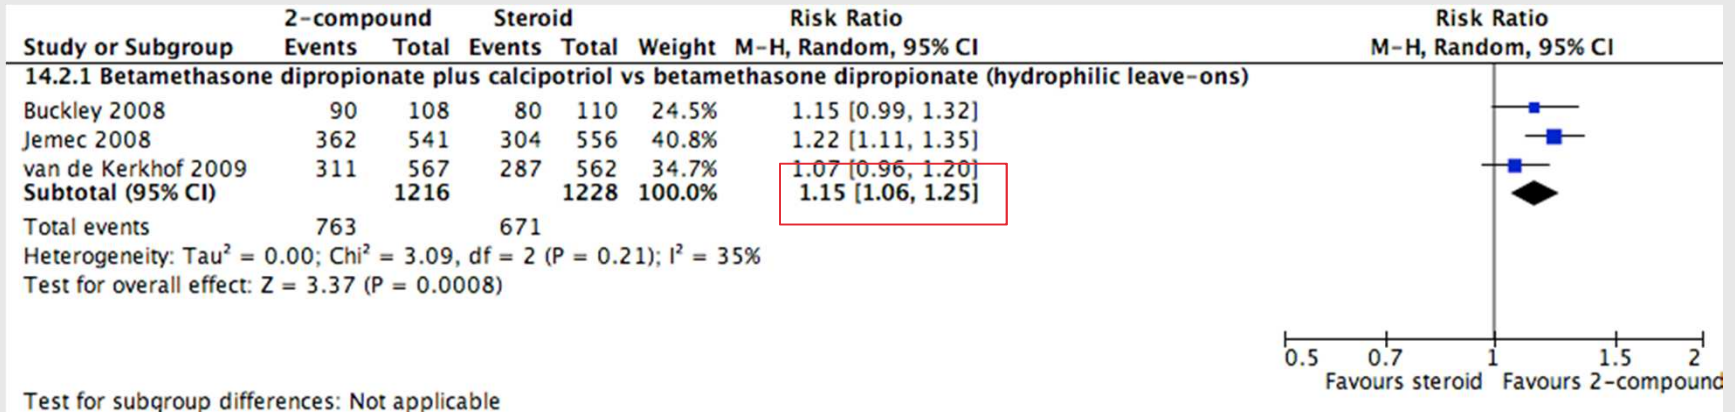 2-compound Steroid Risk Ratio Risk Ratio
Study or Subgroup Events Total Events Total Weight M-H, Random, 95% CI M-H, Random, 95% CI
14.2.1 Betamethasone dipropionate plus calcipotriol vs betamethasone dipropionate (hydrophilic leave-ons)
Buckley 2008 90 108 80 110 24.5% 1.15 [0.99, 1.32]
Jemec 2008 362 541 304 556 40.8% 1.22 [1.11, 1.35]
van de Kerkhof 2009 311 567 287 562 34.7% 1.07 [0.96, 1.20]
Subtotal (95% CI) 1216 1228 100.0% 1.15 [1.06, 1.25]
Total events 763 671
Heterogeneity: Tau² = 0.00; Chi² = 3.09, df = 2 (P = 0.21); I² = 35%
Test for overall effect: Z = 3.37 (P = 0.0008)
0.5 0.7 1 1.5 2
Favours steroid Favours 2-compound
Test for subgroup differences: Not applicable